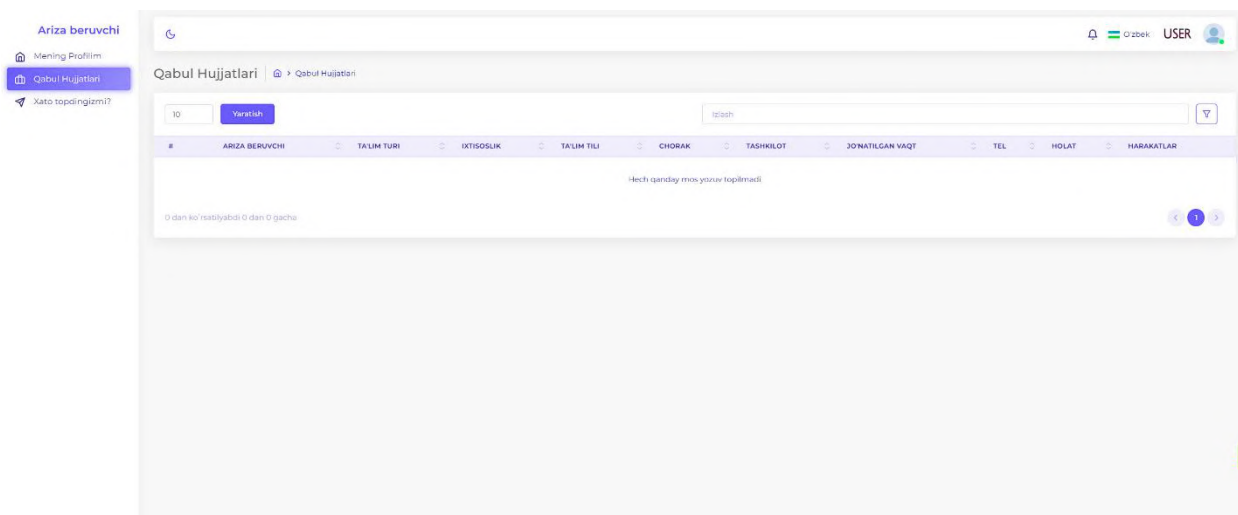 Ariza beruvchi
Mening Profilim
Qabul Hujjatlari
Xato topdingizmi?
O'zbek USER
Qabul Hujjatlari Qabul Hujjatlari
10 Yaratish Izlash
# ARIZA BERUVCHI TA'LIM TURI IXTISOSLIK TA'LIM TILI CHORAK TASHKILOT JO'NATILGAN VAQT TEL HOLAT HARAKATLAR
Hech qanday mos yozuv topilmadi
0 dan ko'rsatilyabdi 0 dan 0 gacha
1